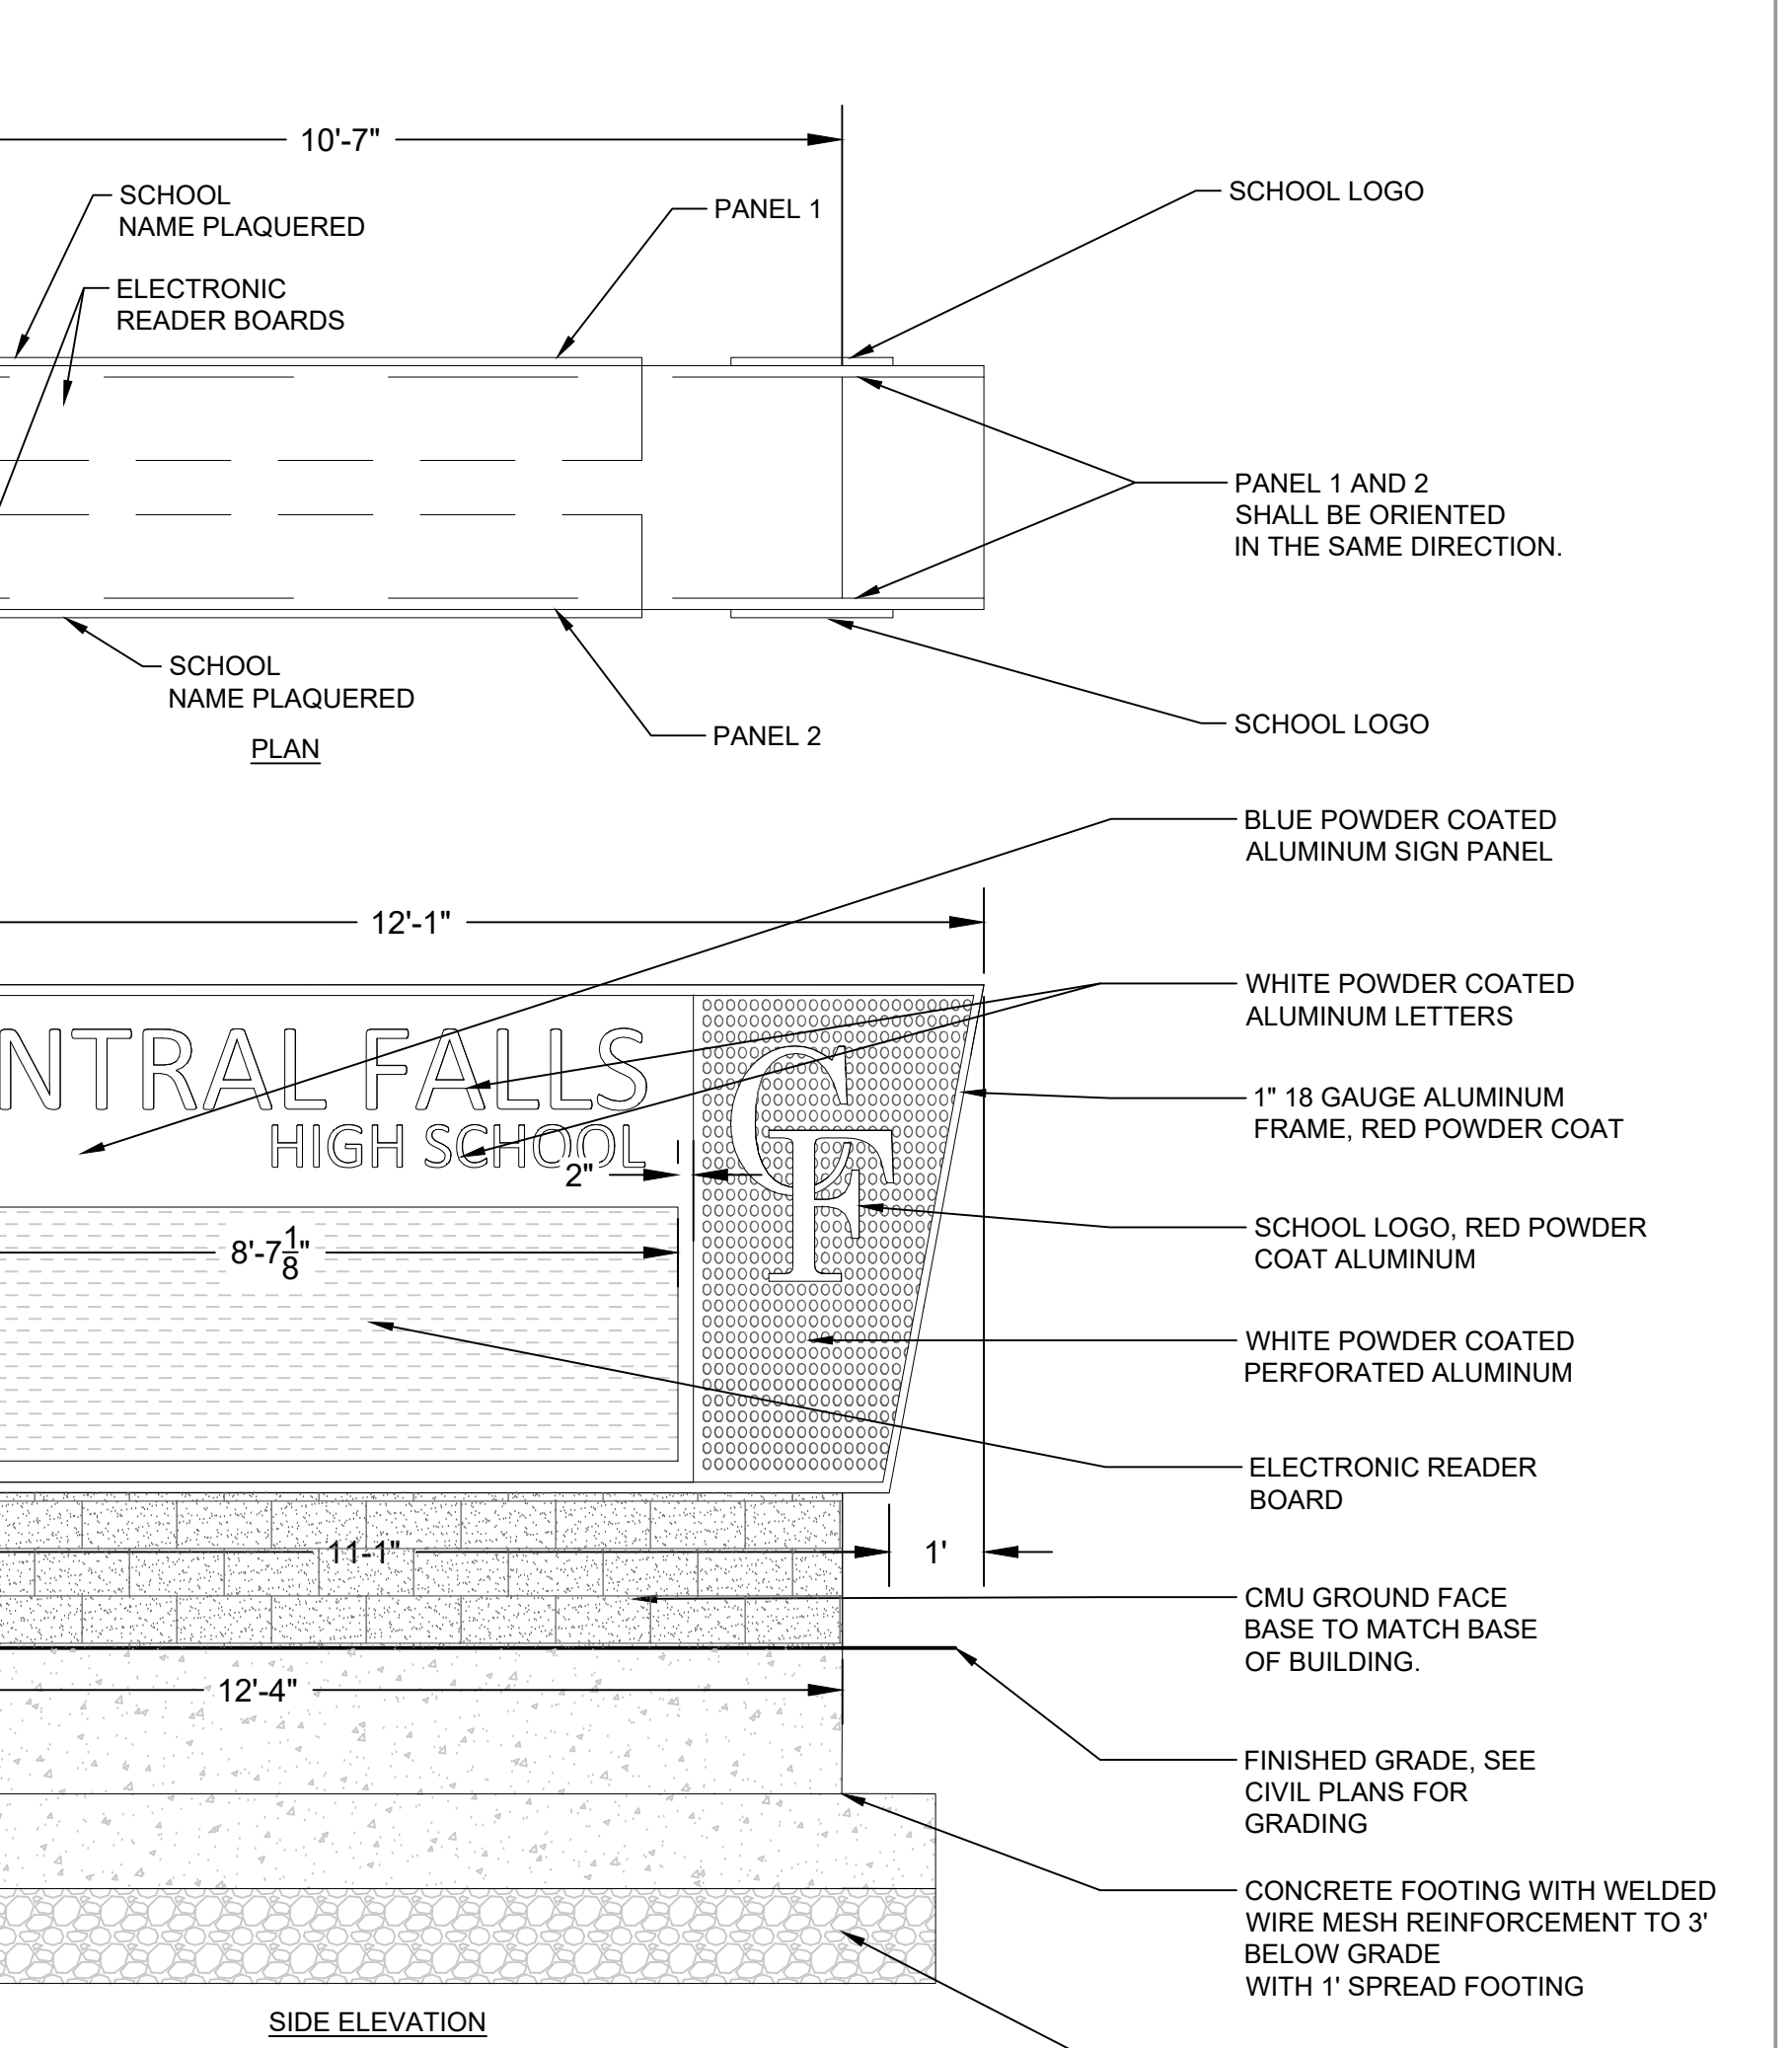 10'-7"
SCHOOL
NAME PLAQUERED
PANEL 1
SCHOOL LOGO
ELECTRONIC
READER BOARDS
PANEL 1 AND 2
SHALL BE ORIENTED
IN THE SAME DIRECTION.
SCHOOL
NAME PLAQUERED
PANEL 2
SCHOOL LOGO
PLAN
BLUE POWDER COATED
ALUMINUM SIGN PANEL
12'-1"
WHITE POWDER COATED
ALUMINUM LETTERS
NTRAL FALLS
HIGH SCHOOL
CF
2"
1" 18 GAUGE ALUMINUM
FRAME, RED POWDER COAT
8'-7 1/8"
SCHOOL LOGO, RED POWDER
COAT ALUMINUM
WHITE POWDER COATED
PERFORATED ALUMINUM
ELECTRONIC READER
BOARD
11'-1"
1'
CMU GROUND FACE
BASE TO MATCH BASE
OF BUILDING.
12'-4"
FINISHED GRADE, SEE
CIVIL PLANS FOR
GRADING
CONCRETE FOOTING WITH WELDED
WIRE MESH REINFORCEMENT TO 3'
BELOW GRADE
WITH 1' SPREAD FOOTING
SIDE ELEVATION